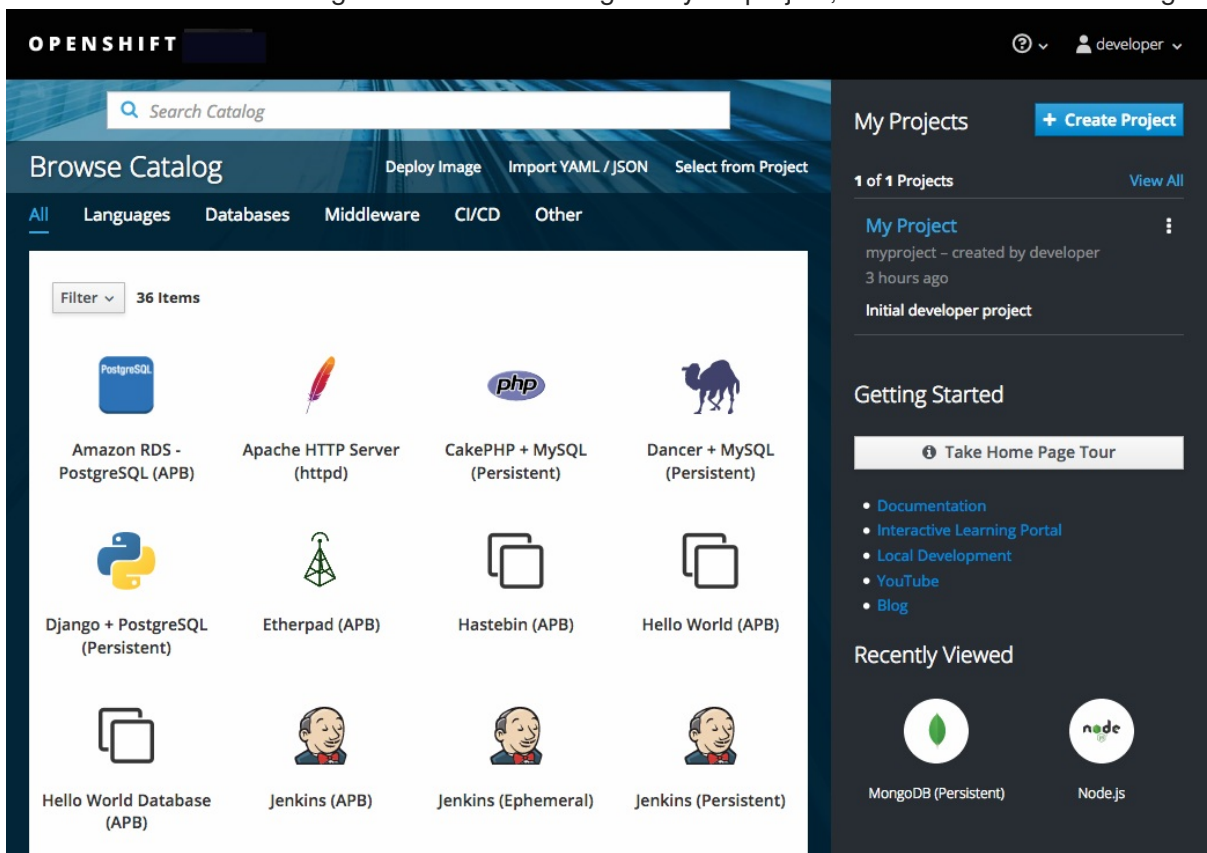 OPENSHIFT
developer
Search Catalog
Browse Catalog
Deploy Image
Import YAML / JSON
Select from Project
All
Languages
Databases
Middleware
CI/CD
Other
Filter
36 Items
PostgreSQL
php
Amazon RDS -
PostgreSQL (APB)
Apache HTTP Server
(httpd)
CakePHP + MySQL
(Persistent)
Dancer + MySQL
(Persistent)
Django + PostgreSQL
(Persistent)
Etherpad (APB)
Hastebin (APB)
Hello World (APB)
Hello World Database
(APB)
Jenkins (APB)
Jenkins (Ephemeral)
Jenkins (Persistent)
My Projects
+ Create Project
1 of 1 Projects
View All
My Project
myproject – created by developer
3 hours ago
Initial developer project
Getting Started
Take Home Page Tour
• Documentation
• Interactive Learning Portal
• Local Development
• YouTube
• Blog
Recently Viewed
node
MongoDB (Persistent)
Node.js